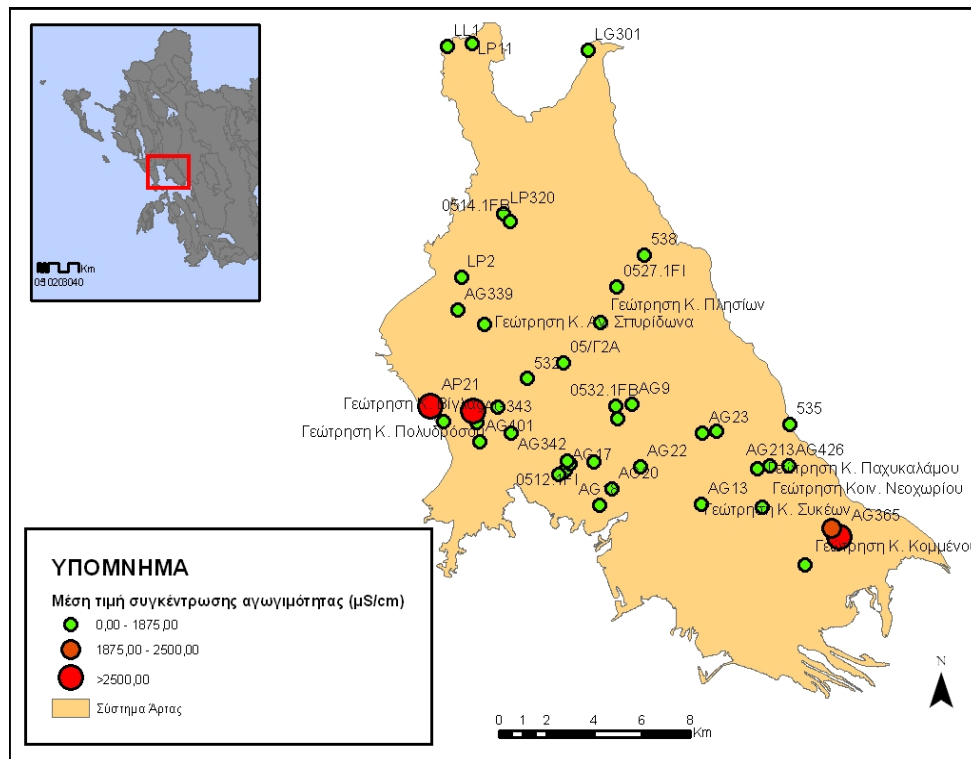 LL1
LP11
LG301
Km
0514.1FB
LP320
538
LP2
0527.1FI
AG339
Γεώτρηση Κ. Πλησίων
Γεώτρηση Κ. Αγ. Σπυρίδωνα
05/Γ2Α
532
AP21
0532.1FB
AG9
Γεώτρηση Κ. Βίγλας
343
Γεώτρηση Κ. Πολυδρόσου
AG401
AG23
535
AG342
AG17
AG22
AG213
AG426
Γεώτρηση Κ. Παχυκαλάμου
0512.1FI
AG20
Γεώτρηση Κοιν. Νεοχωρίου
AG13
Γεώτρηση Κ. Συκέων
AG365
Γεώτρηση Κ. Κομμένου
ΥΠΟΜΝΗΜΑ
Μέση τιμή συγκέντρωσης αγωγιμότητας (μS/cm)
0,00 - 1875,00
1875,00 - 2500,00
>2500,00
Σύστημα Άρτας
N
0 1 2 4 6 8
Km